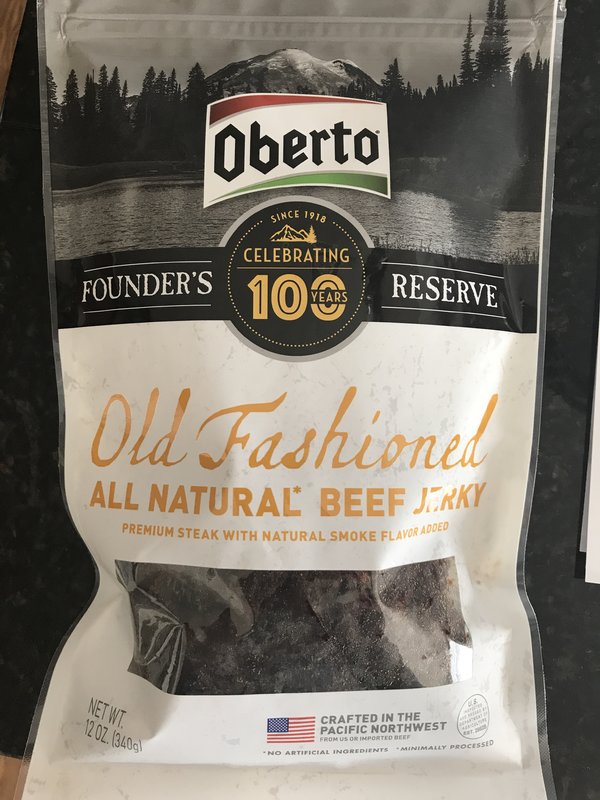 Oberto
SINCE 1918
CELEBRATING
100 YEARS
FOUNDER'S RESERVE
Old Fashioned
ALL NATURAL* BEEF JERKY
PREMIUM STEAK WITH NATURAL SMOKE FLAVOR ADDED
NET WT.
12 OZ. (340g)
CRAFTED IN THE
PACIFIC NORTHWEST
FROM US OR IMPORTED BEEF
*NO ARTIFICIAL INGREDIENTS *MINIMALLY PROCESSED
U.S.